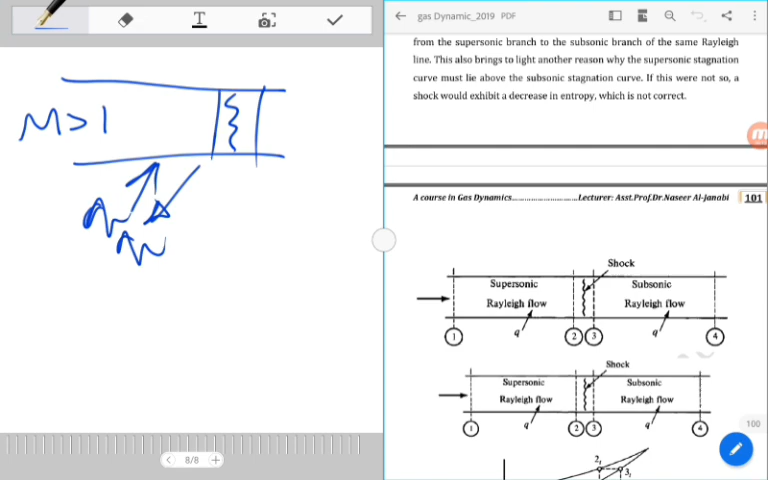 T
gas Dynamic_2019 PDF
from the supersonic branch to the subsonic branch of the same Rayleigh
line. This also brings to light another reason why the supersonic stagnation
curve must lie above the subsonic stagnation curve. If this were not so, a
shock would exhibit a decrease in entropy, which is not correct.
M>1
m
A course in Gas Dynamics..............................Lecturer: Asst.Prof.Dr.Naseer Al-janabi 101
Shock
Supersonic
Rayleigh flow
Subsonic
Rayleigh flow
q
q
1
2
3
4
Shock
Supersonic
Rayleigh flow
Subsonic
Rayleigh flow
q
q
1
2
3
4
100
8/8
2t
3t